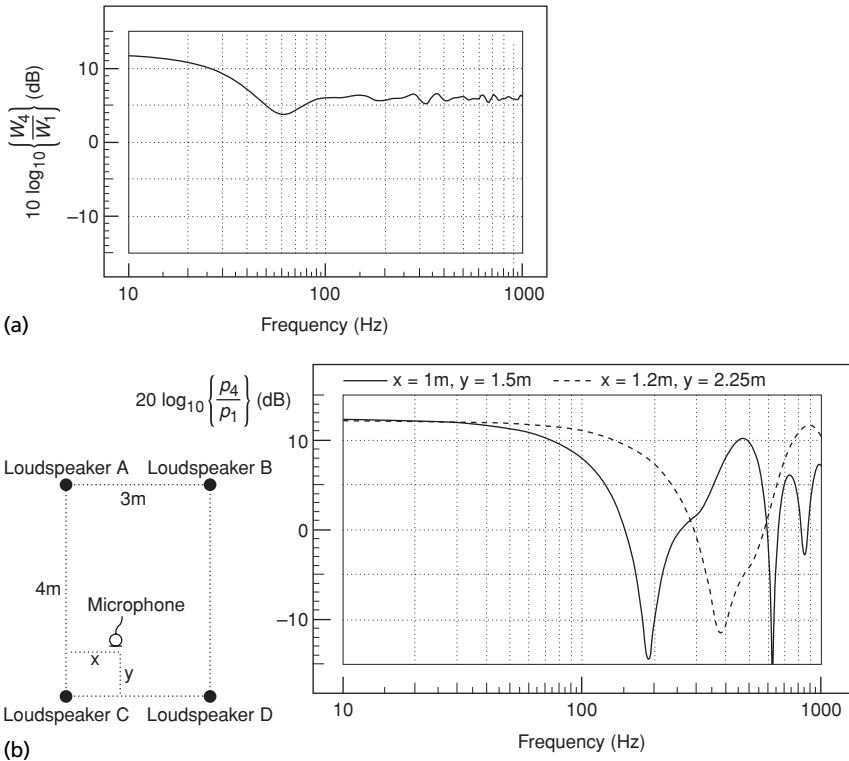 10 log₁₀ { W₄ / W₁ } (dB)
10
0
−10
10 100 1000
Frequency (Hz)
(a)
20 log₁₀ { p₄ / p₁ } (dB)
x = 1m, y = 1.5m x = 1.2m, y = 2.25m
10
0
−10
10 100 1000
Frequency (Hz)
Loudspeaker A Loudspeaker B
3m
4m
Microphone
x
y
Loudspeaker C Loudspeaker D
(b)